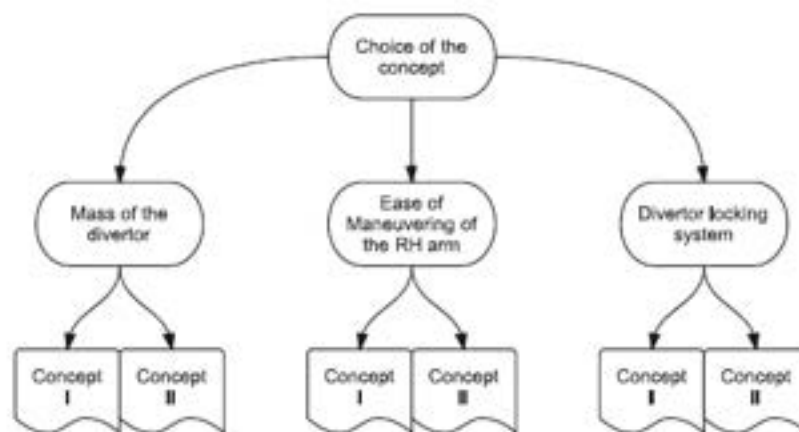 Choice of the
concept
Mass of the
divertor
Ease of
Maneuvering of
the RH arm
Divertor locking
system
Concept
I
Concept
II
Concept
I
Concept
II
Concept
I
Concept
II